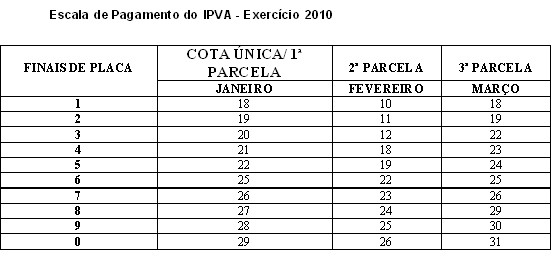 Escala de Pagamento do IPVA - Exercício 2010
FINAIS DE PLACA COTA ÚNICA/ 1ª PARCELA 2ª PARCELA 3ª PARCELA
JANEIRO FEVEREIRO MARÇO
1 18 10 18
2 19 11 19
3 20 12 22
4 21 18 23
5 22 19 24
6 25 22 25
7 26 23 26
8 27 24 29
9 28 25 30
0 29 26 31